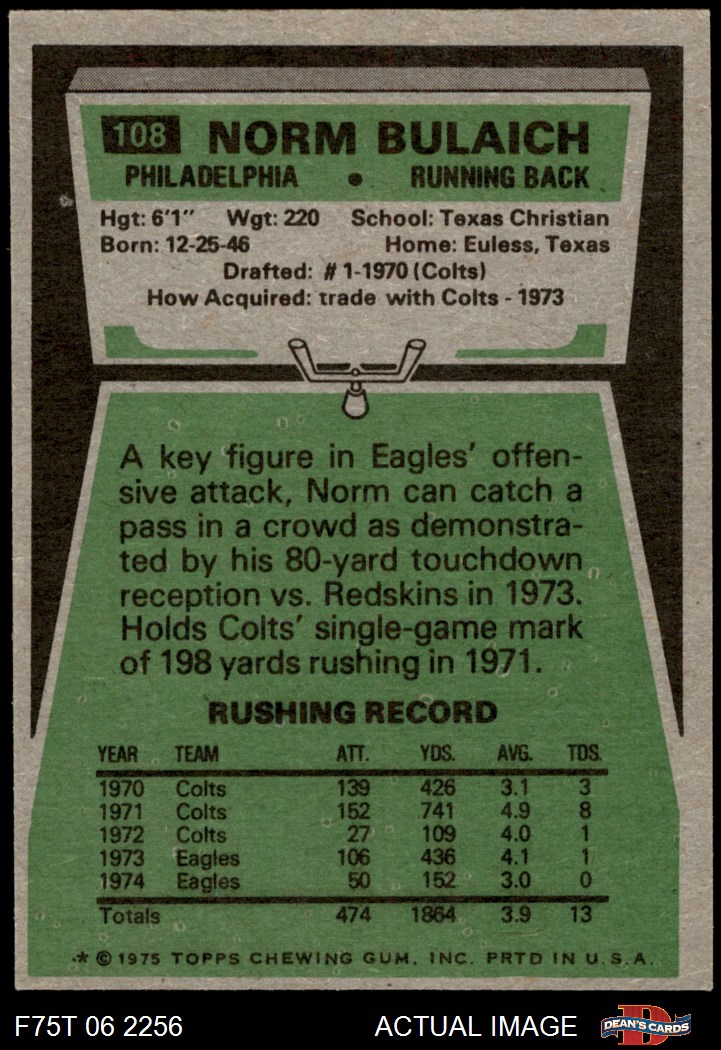 108 NORM BULAICH
PHILADELPHIA • RUNNING BACK
Hgt: 6'1" Wgt: 220 School: Texas Christian
Born: 12-25-46 Home: Euless, Texas
Drafted: #1-1970 (Colts)
How Acquired: trade with Colts - 1973
A key figure in Eagles' offen-
sive attack, Norm can catch a
pass in a crowd as demonstra-
ted by his 80-yard touchdown
reception vs. Redskins in 1973.
Holds Colts' single-game mark
of 198 yards rushing in 1971.
RUSHING RECORD
YEAR TEAM ATT. YDS. AVG. TDS.
1970 Colts 139 426 3.1 3
1971 Colts 152 741 4.9 8
1972 Colts 27 109 4.0 1
1973 Eagles 106 436 4.1 1
1974 Eagles 50 152 3.0 0
Totals 474 1864 3.9 13
* © 1975 TOPPS CHEWING GUM, INC. PRTD IN U.S.A.
F75T 06 2256 ACTUAL IMAGE DEAN'S CARDS